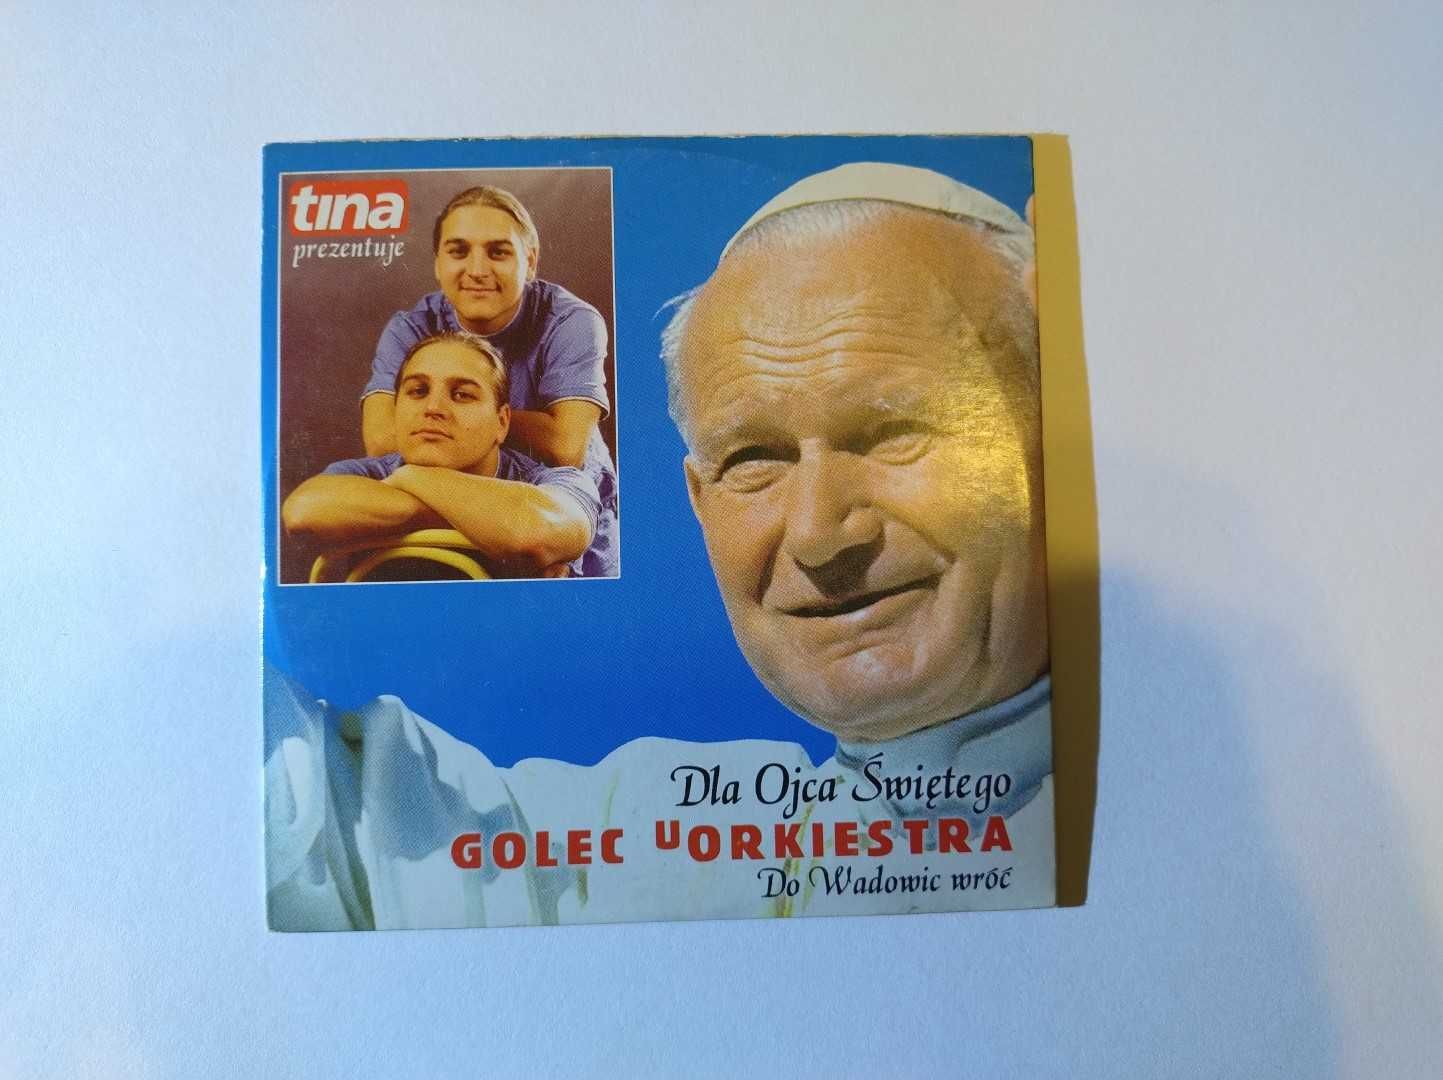 tina
prezentuje
Dla Ojca Świętego
GOLEC UORKIESTRA
Do Wadowic wróć